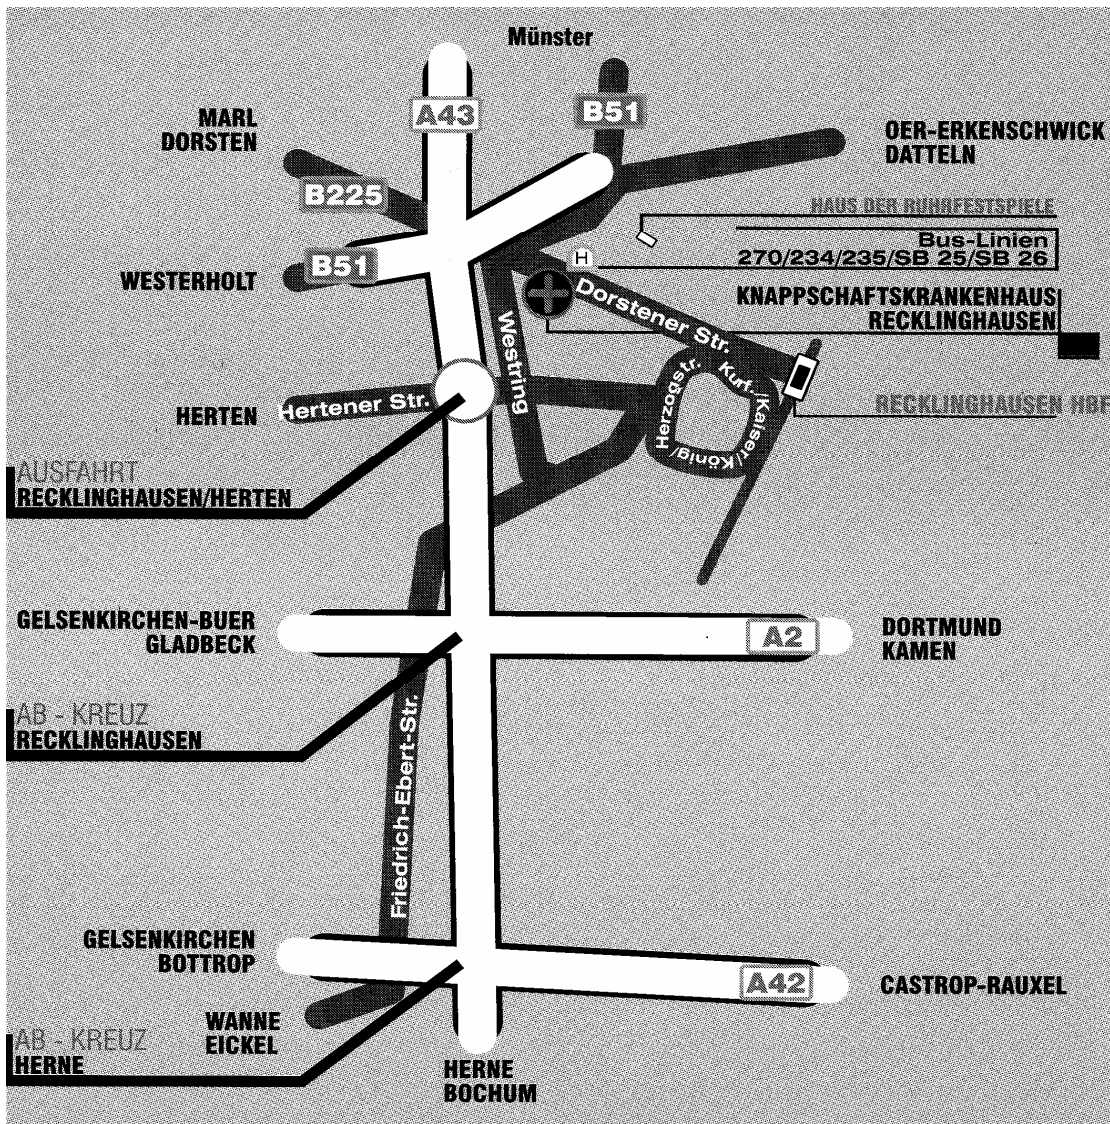 Münster
A43
B51
MARL
DORSTEN
OER-ERKENSCHWICK
DATTELN
B225
HAUS DER RUHRFESTSPIELE
Bus-Linien
270/234/235/SB 25/SB 26
H
B51
WESTERHOLT
KNAPPSCHAFTSKRANKENHAUS
RECKLINGHAUSEN
Dorstener Str.
Westring
Herzogstr.
Kurf..
/Kaiser/
König/
HERTEN
Hertener Str.
RECKLINGHAUSEN HBF
AUSFAHRT
RECKLINGHAUSEN/HERTEN
GELSENKIRCHEN-BUER
GLADBECK
A2
DORTMUND
KAMEN
AB - KREUZ
RECKLINGHAUSEN
Friedrich-Ebert-Str.
GELSENKIRCHEN
BOTTROP
A42
CASTROP-RAUXEL
WANNE
EICKEL
AB - KREUZ
HERNE
HERNE
BOCHUM